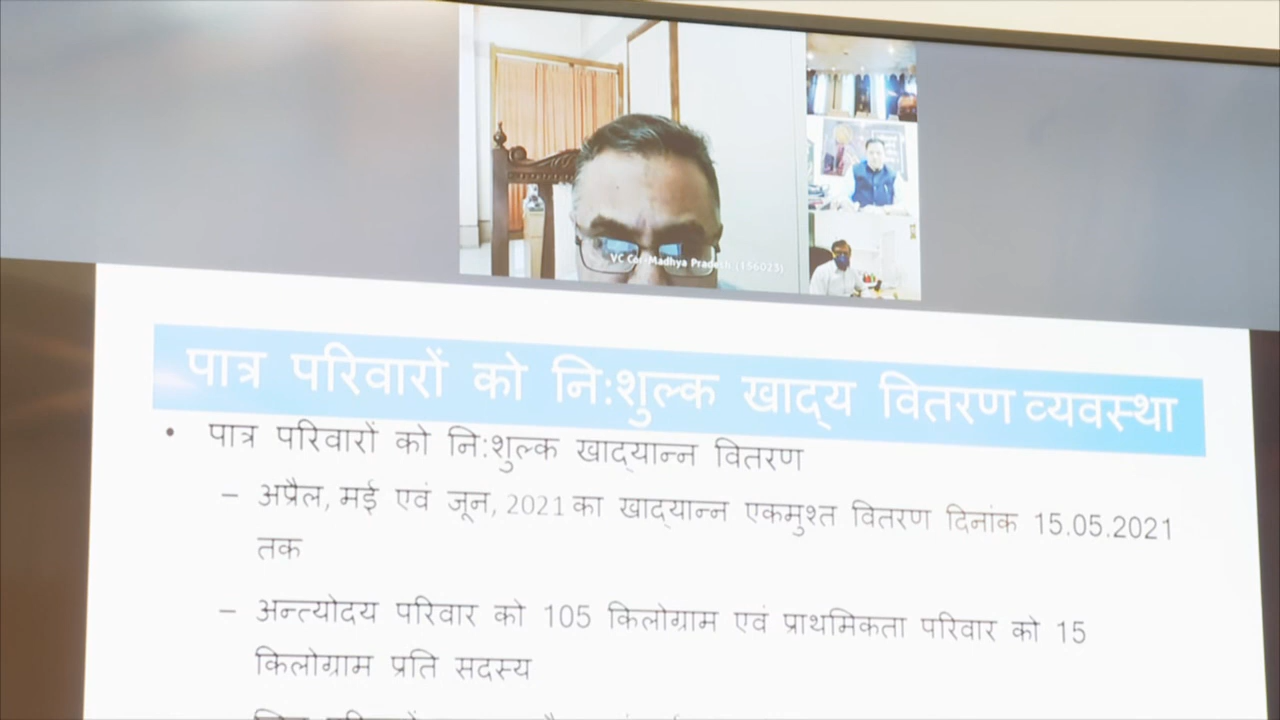 VC Cor-Madhya Pradesh (156023)
पात्र परिवारों को नि:शुल्क खाद्य वितरण व्यवस्था
• पात्र परिवारों को नि:शुल्क खाद्यान्न वितरण
– अप्रैल, मई एवं जून, 2021 का खाद्यान्न एकमुश्त वितरण दिनांक 15.05.2021
तक
– अन्त्योदय परिवार को 105 किलोग्राम एवं प्राथमिकता परिवार को 15
किलोग्राम प्रति सदस्य